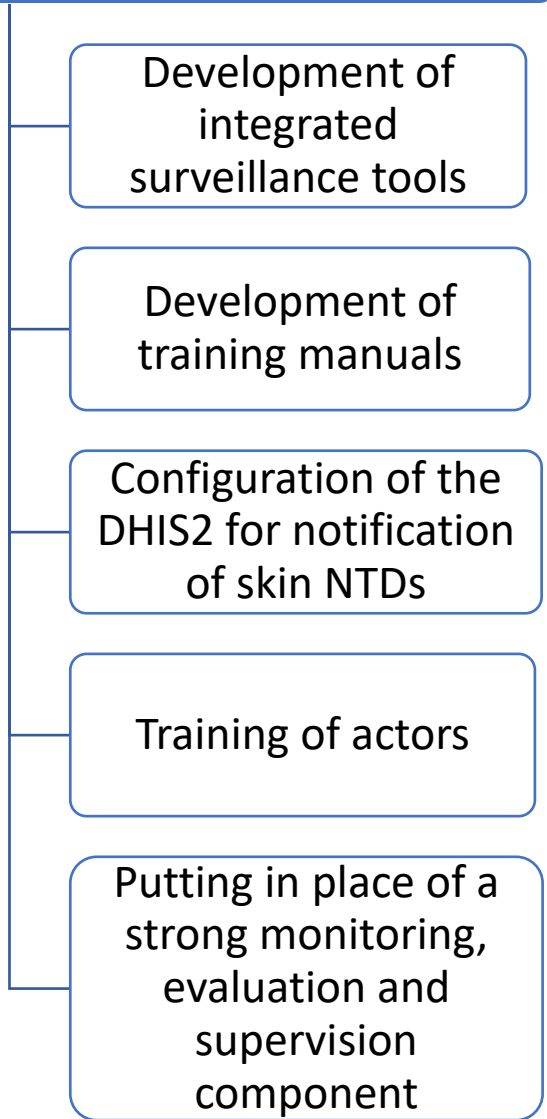 Development of
integrated
surveillance tools
Development of
training manuals
Configuration of the
DHIS2 for notification
of skin NTDs
Training of actors
Putting in place of a
strong monitoring,
evaluation and
supervision
component